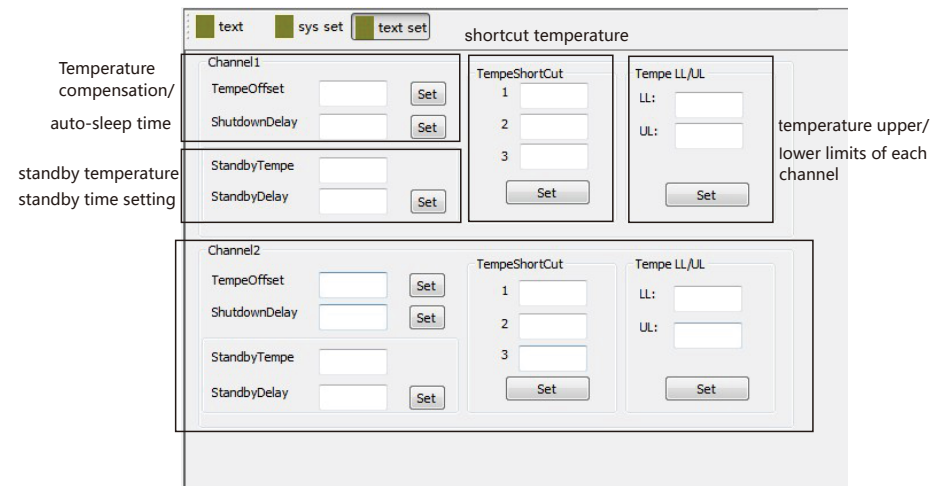 text
sys set
text set
shortcut temperature
Temperature
compensation/
auto-sleep time
standby temperature
standby time setting
Channel1
TempeOffset
Set
ShutdownDelay
Set
StandbyTempe
StandbyDelay
Set
TempeShortCut
1
2
3
Set
Tempe LL/UL
LL:
UL:
Set
temperature upper/
lower limits of each
channel
Channel2
TempeOffset
Set
ShutdownDelay
Set
StandbyTempe
StandbyDelay
Set
TempeShortCut
1
2
3
Set
Tempe LL/UL
LL:
UL:
Set